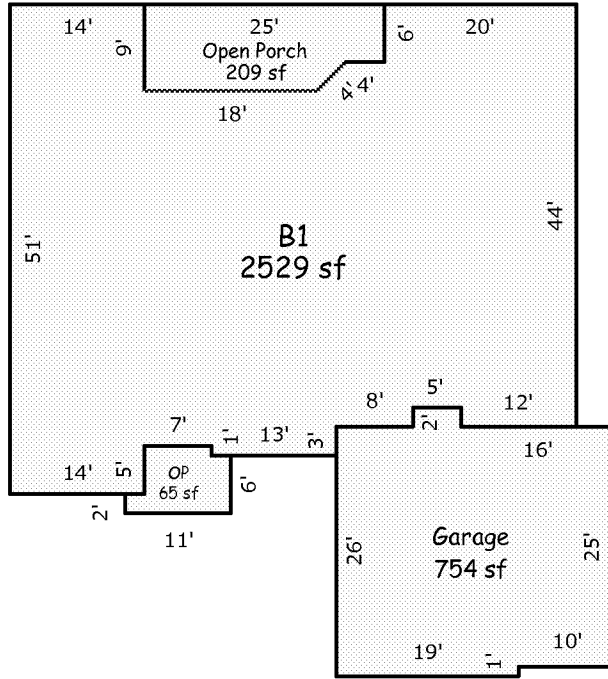 14' 25' 20'
9' Open Porch 6'
209 sf
4' 4'
18'
B1
2529 sf
51' 44'
5'
8' 12'
7' 2'
1' 13' 3' 16'
14' 5' OP
65 sf 6'
2'
11'
26' Garage 25'
754 sf
19' 1' 10'